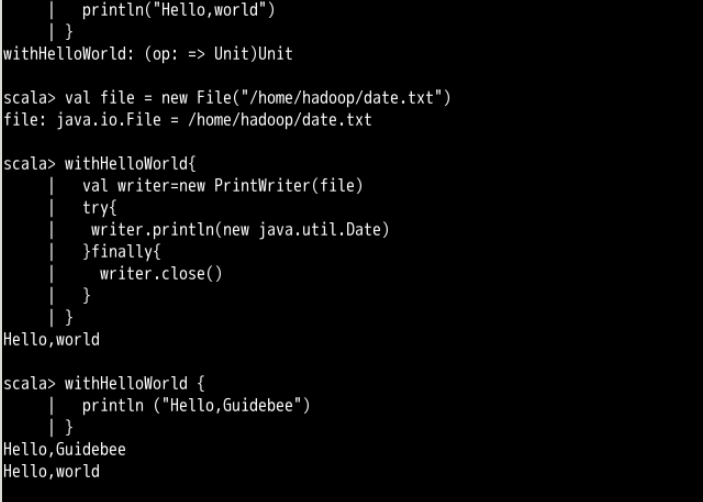 |   println("Hello,world")
| }
withHelloWorld: (op: => Unit)Unit
scala> val file = new File("/home/hadoop/date.txt")
file: java.io.File = /home/hadoop/date.txt
scala> withHelloWorld{
|   val writer=new PrintWriter(file)
|   try{
|    writer.println(new java.util.Date)
|   }finally{
|     writer.close()
|   }
| }
Hello,world
scala> withHelloWorld {
|   println ("Hello,Guidebee")
| }
Hello,Guidebee
Hello,world